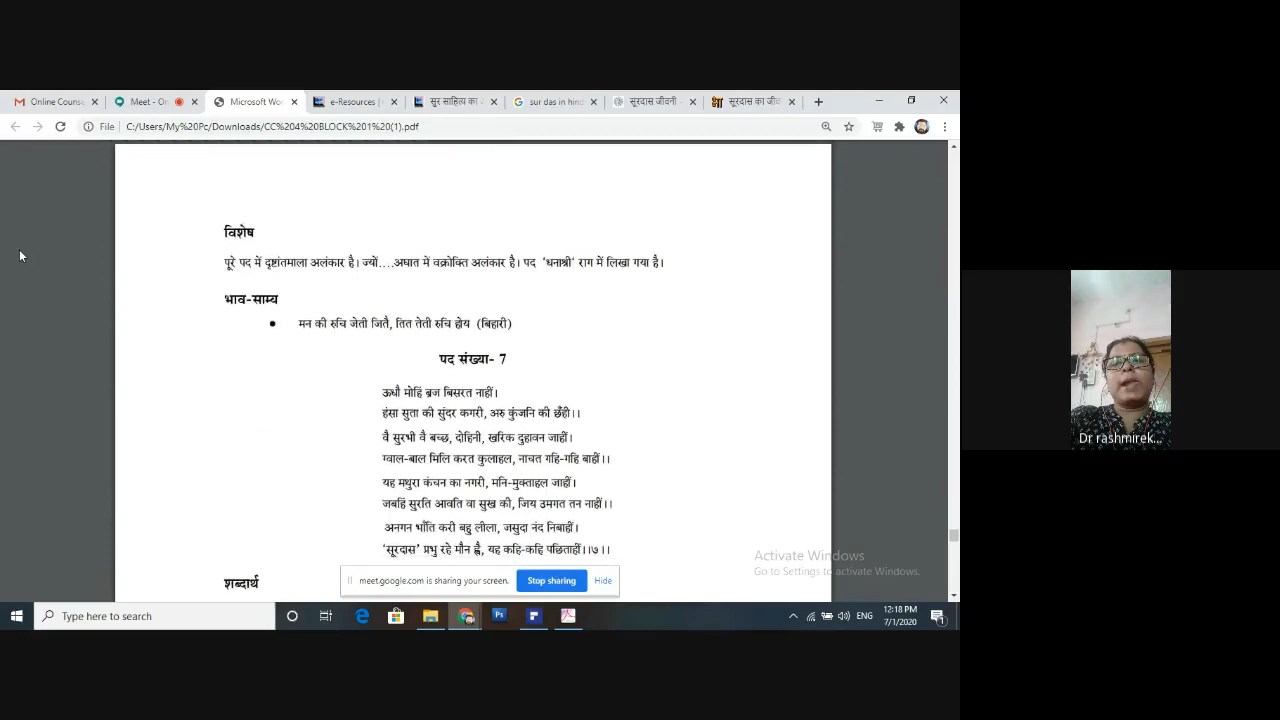 Online Couns
Meet - On
Microsoft Wo
e-Resources |
सुर साहित्य का
sur das in hind
सूरदास जीवनी -
सूरदास का जीव
File
C:/Users/My%20Pc/Downloads/CC%204%20BLOCK%201%20(1).pdf
विशेष
पूरे पद में दृष्टांतमाला अलंकार है। ज्यों....अघात में वक्रोक्ति अलंकार है। पद 'धनाश्री' राग में लिखा गया है।
भाव-साम्य
मन की रुचि जेती जितै, तित तेती रुचि होय (बिहारी)
पद संख्या- 7
ऊधौ मोहिं ब्रज बिसरत नाहीं।
हंसा सुता की सुंदर कगरी, अरु कुंजनि की छँही।।
वै सुरभी वै बच्छ, दोहिनी, खरिक दुहावन जाहीं।
ग्वाल-बाल मिलि करत कुलाहल, नाचत गहि-गहि बाहीं।।
यह मथुरा कंचन का नगरी, मनि-मुक्ताहल जाहीं।
जबहिं सुरति आवति वा सुख की, जिय उमगत तन नाहीं।।
अनगन भाँति करी बहु लीला, जसुदा नंद निबाहीं।
'सूरदास' प्रभु रहे मौन ह्वै, यह कहि-कहि पछिताहीं।।७।।
शब्दार्थ
meet.google.com is sharing your screen.
Stop sharing
Hide
Activate Windows
Go to Settings to activate Windows.
Dr rashmirek...
Type here to search
ENG
12:18 PM
7/1/2020